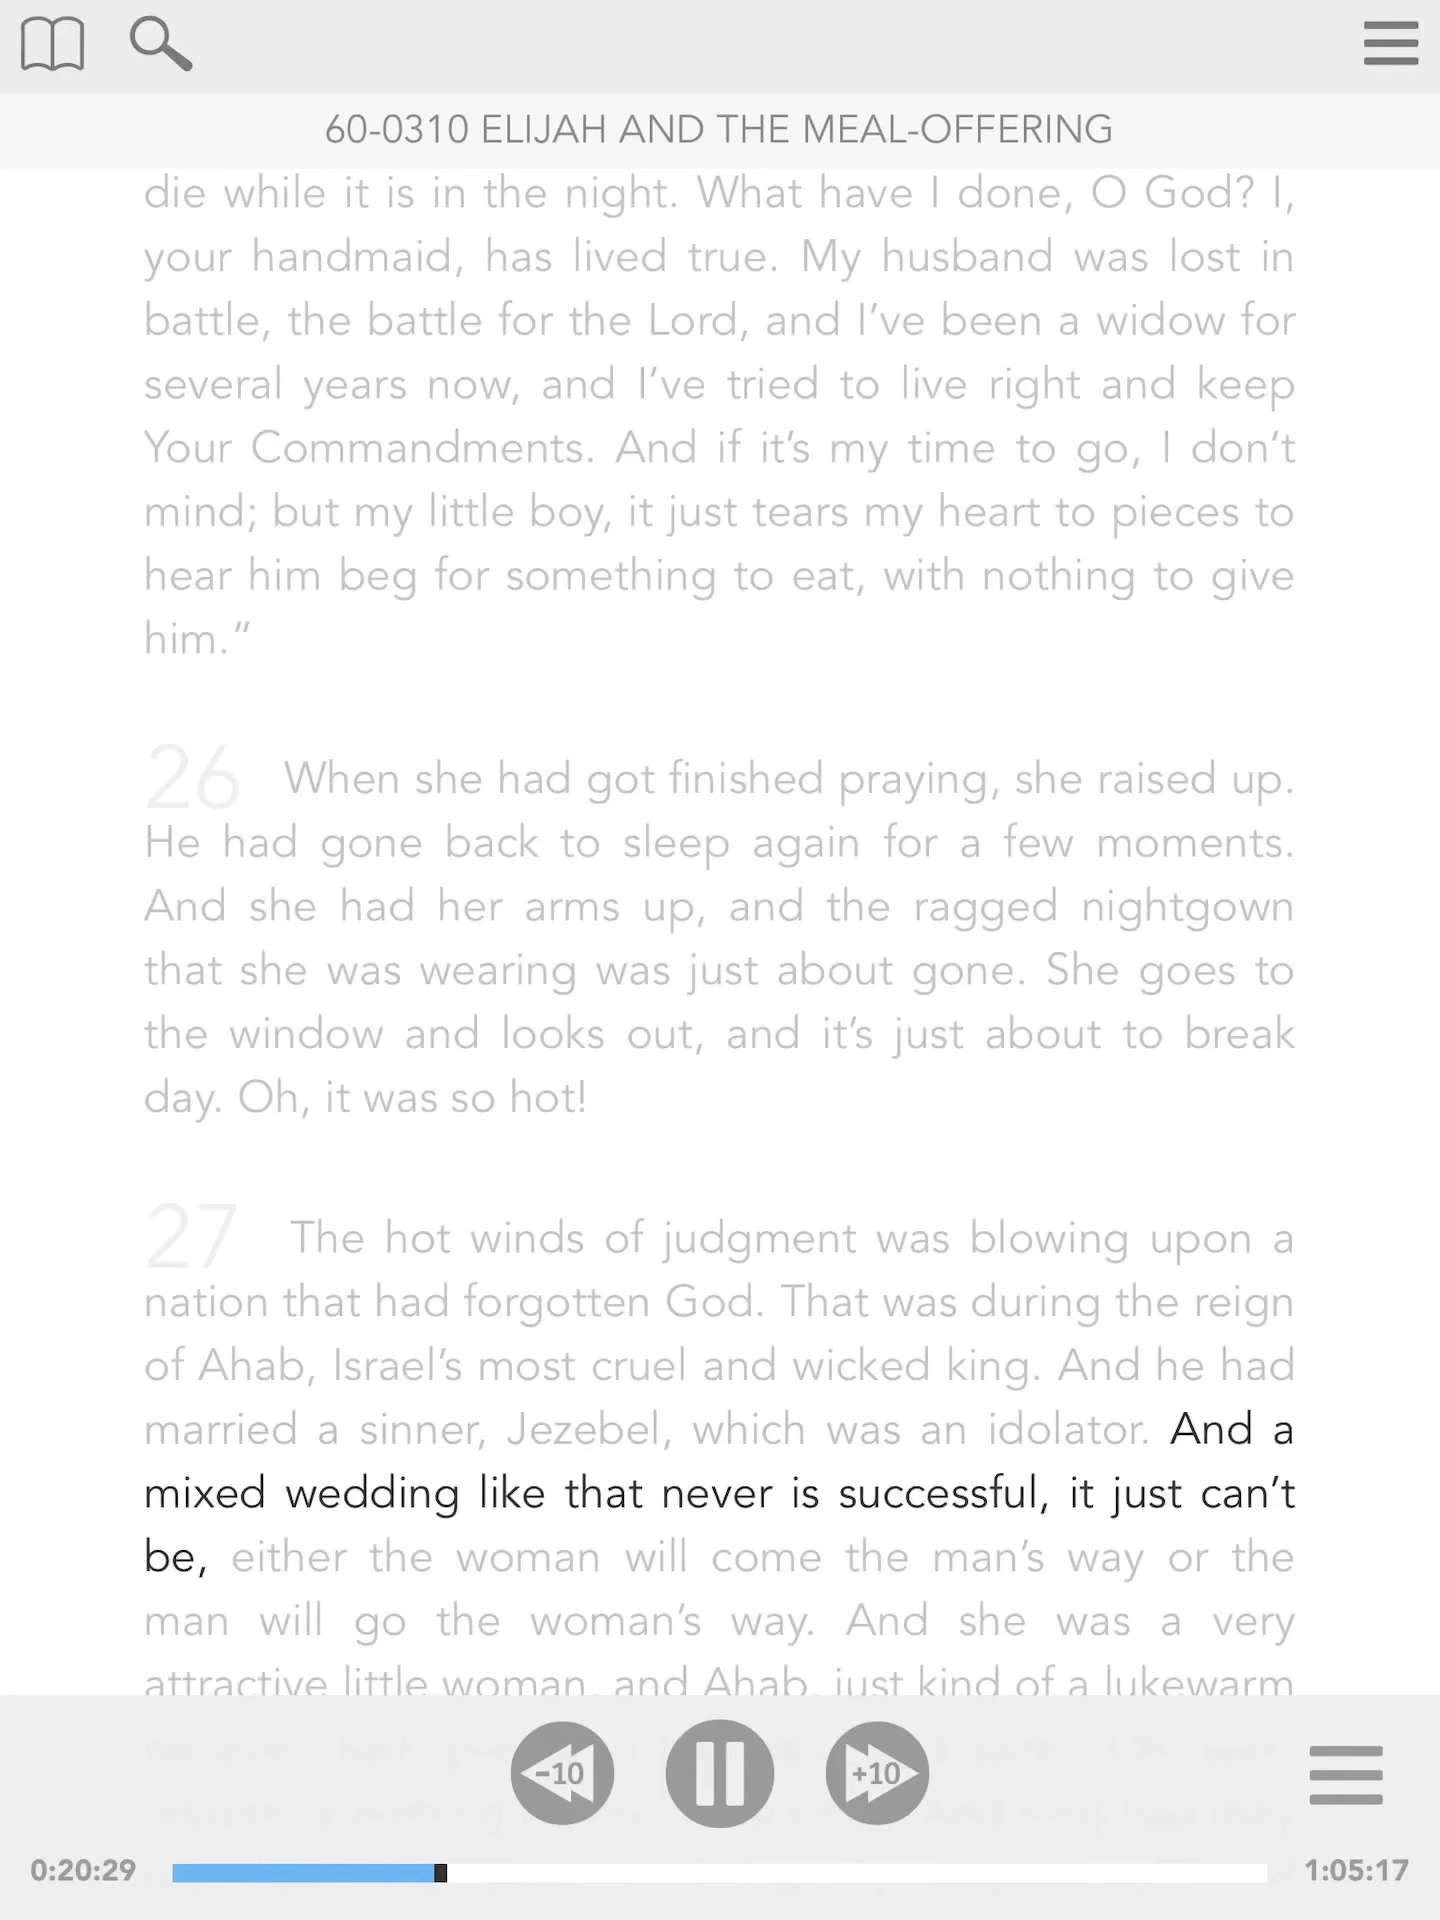 60-0310 ELIJAH AND THE MEAL-OFFERING
die while it is in the night. What have I done, O God? I,
your handmaid, has lived true. My husband was lost in
battle, the battle for the Lord, and I’ve been a widow for
several years now, and I’ve tried to live right and keep
Your Commandments. And if it’s my time to go, I don’t
mind; but my little boy, it just tears my heart to pieces to
hear him beg for something to eat, with nothing to give
him.”
26 When she had got finished praying, she raised up.
He had gone back to sleep again for a few moments.
And she had her arms up, and the ragged nightgown
that she was wearing was just about gone. She goes to
the window and looks out, and it’s just about to break
day. Oh, it was so hot!
27 The hot winds of judgment was blowing upon a
nation that had forgotten God. That was during the reign
of Ahab, Israel’s most cruel and wicked king. And he had
married a sinner, Jezebel, which was an idolator. And a
mixed wedding like that never is successful, it just can’t
be, either the woman will come the man’s way or the
man will go the woman’s way. And she was a very
attractive little woman, and Ahab, just kind of a lukewarm
-10 +10
0:20:29 1:05:17